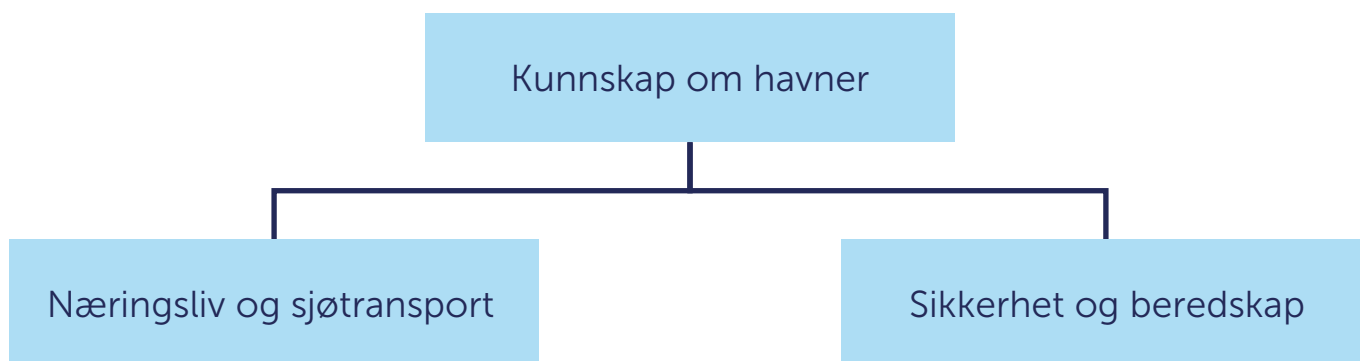 Kunnskap om havner
Næringsliv og sjøtransport
Sikkerhet og beredskap